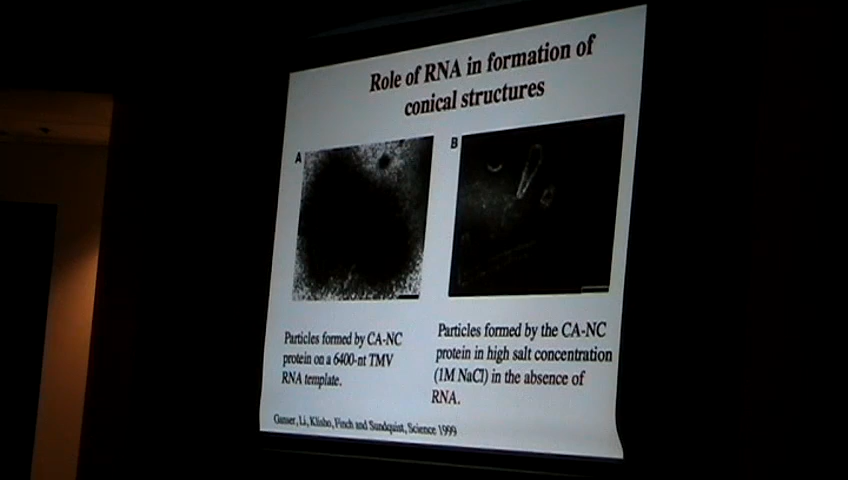 Role of RNA in formation of
conical structures
A
B
Particles formed by CA-NC
protein on a 6400-nt TMV
RNA template.
Particles formed by the CA-NC
protein in high salt concentration
(1M NaCl) in the absence of
RNA.
Ganser, Li, Klisho, Finch and Sundquist, Science 1999